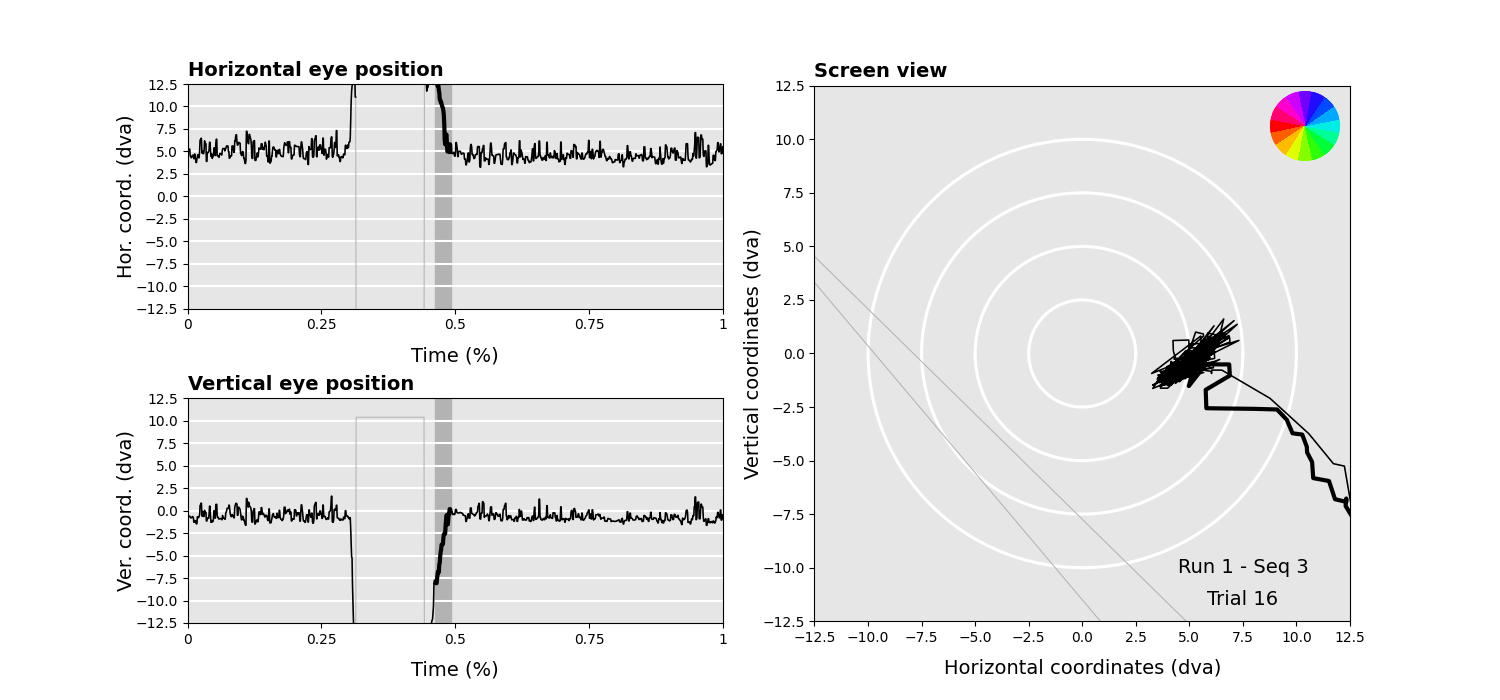 Horizontal eye position
12.5
10.0
7.5
5.0
2.5
0.0
−2.5
−5.0
−7.5
−10.0
−12.5
Hor. coord. (dva)
0 0.25 0.5 0.75 1
Time (%)
Vertical eye position
12.5
10.0
7.5
5.0
2.5
0.0
−2.5
−5.0
−7.5
−10.0
−12.5
Ver. coord. (dva)
0 0.25 0.5 0.75 1
Time (%)
Screen view
12.5
10.0
7.5
5.0
2.5
0.0
−2.5
−5.0
−7.5
−10.0
−12.5
Vertical coordinates (dva)
Run 1 - Seq 3
Trial 16
−12.5 −10.0 −7.5 −5.0 −2.5 0.0 2.5 5.0 7.5 10.0 12.5
Horizontal coordinates (dva)